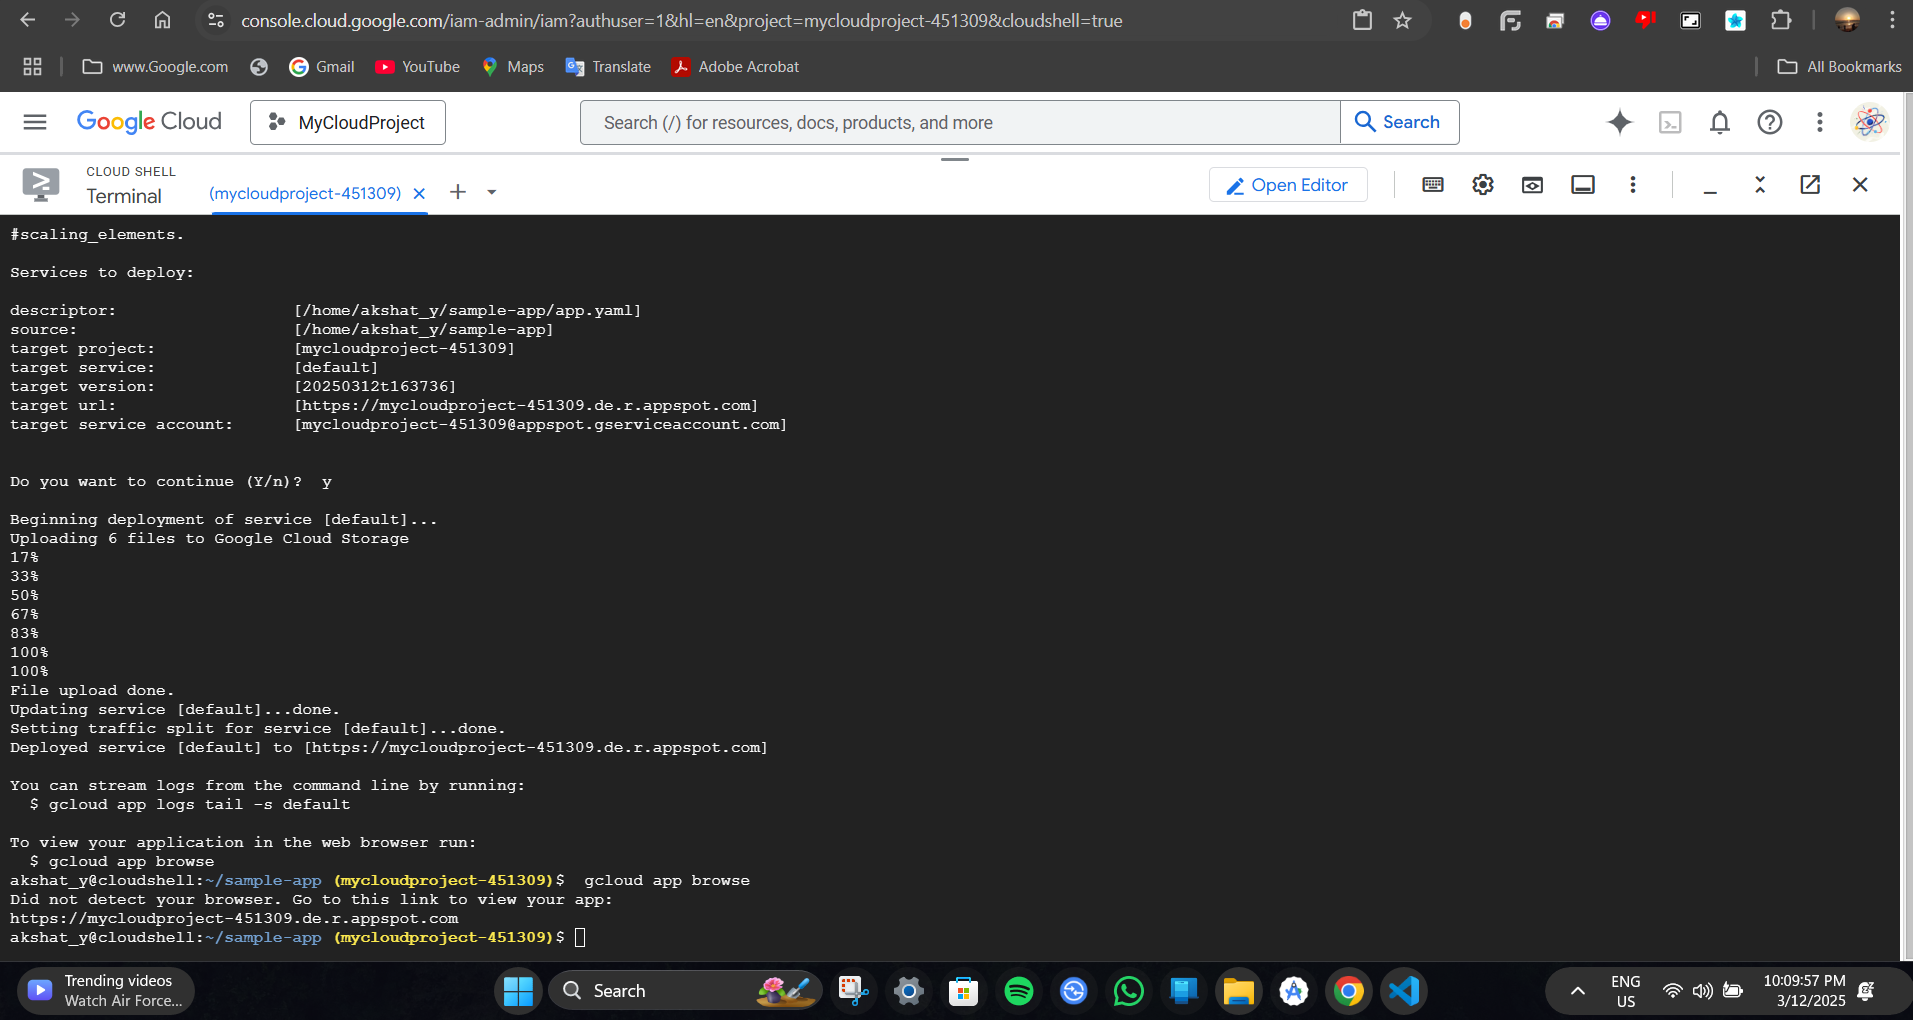 console.cloud.google.com/iam-admin/iam?authuser=1&hl=en&project=mycloudproject-451309&cloudshell=true
www.Google.com
Gmail
YouTube
Maps
Translate
Adobe Acrobat
All Bookmarks
Google Cloud
MyCloudProject
Search (/) for resources, docs, products, and more
Search
CLOUD SHELL
Terminal
(mycloudproject-451309)
Open Editor
#scaling_elements.
Services to deploy:
descriptor: [/home/akshat_y/sample-app/app.yaml]
source: [/home/akshat_y/sample-app]
target project: [mycloudproject-451309]
target service: [default]
target version: [20250312t163736]
target url: [https://mycloudproject-451309.de.r.appspot.com]
target service account: [mycloudproject-451309@appspot.gserviceaccount.com]
Do you want to continue (Y/n)? y
Beginning deployment of service [default]...
Uploading 6 files to Google Cloud Storage
17%
33%
50%
67%
83%
100%
100%
File upload done.
Updating service [default]...done.
Setting traffic split for service [default]...done.
Deployed service [default] to [https://mycloudproject-451309.de.r.appspot.com]
You can stream logs from the command line by running:
$ gcloud app logs tail -s default
To view your application in the web browser run:
$ gcloud app browse
akshat_y@cloudshell:~/sample-app (mycloudproject-451309)$ gcloud app browse
Did not detect your browser. Go to this link to view your app:
https://mycloudproject-451309.de.r.appspot.com
akshat_y@cloudshell:~/sample-app (mycloudproject-451309)$
Trending videos
Watch Air Force...
Search
ENG
US
10:09:57 PM
3/12/2025